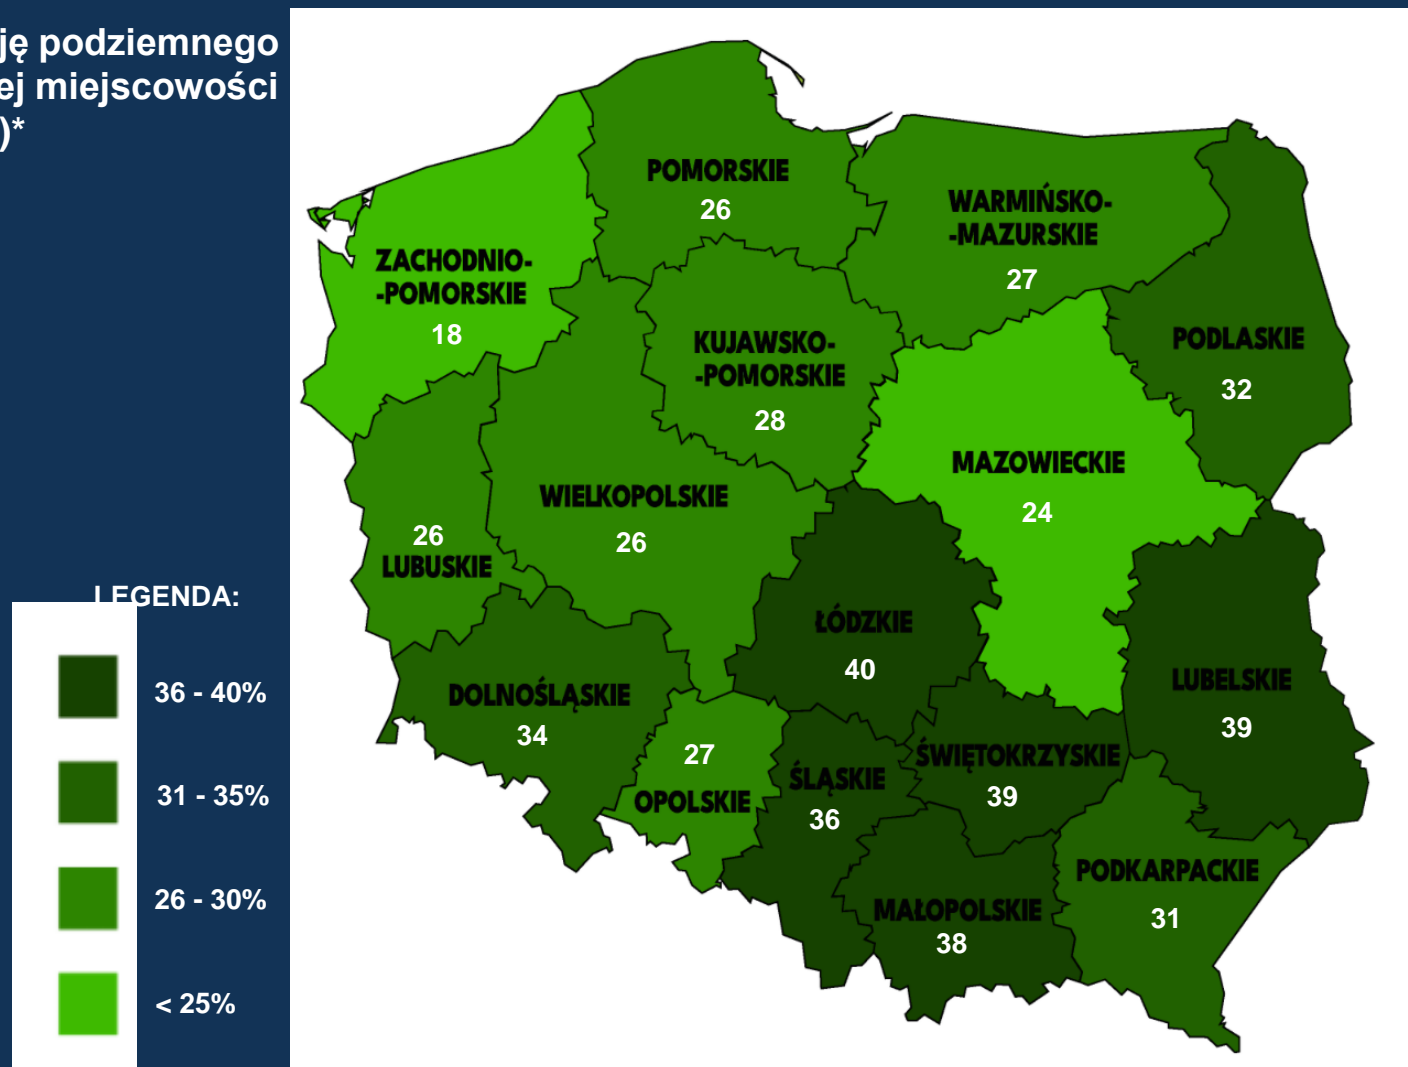 ję podziemnego
ej miejscowości
)*
POMORSKIE
26
WARMIŃSKO-
-MAZURSKIE
27
ZACHODNIO-
-POMORSKIE
18
KUJAWSKO-
-POMORSKIE
28
PODLASKIE
32
MAZOWIECKIE
24
WIELKOPOLSKIE
26
26
LUBUSKIE
ŁÓDZKIE
40
LUBELSKIE
39
DOLNOŚLĄSKIE
34
27
OPOLSKIE
ŚLĄSKIE
36
ŚWIĘTOKRZYSKIE
39
PODKARPACKIE
31
MAŁOPOLSKIE
38
LEGENDA:
36 - 40%
31 - 35%
26 - 30%
< 25%